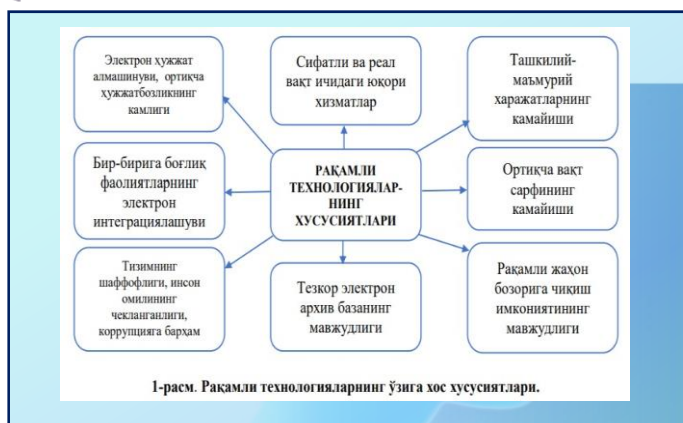 Электрон ҳужжат
алмашинуви, ортиқча
ҳужжатбозликнинг
камлиги
Сифатли ва реал
вақт ичидаги юқори
хизматлар
Ташкилий-
маъмурий
харажатларнинг
камайиши
Бир-бирига боғлиқ
фаолиятларнинг
электрон
интеграциялашуви
РАҚАМЛИ
ТЕХНОЛОГИЯЛАР-
НИНГ
ХУСУСИЯТЛАРИ
Ортиқча вақт
сарфининг
камайиши
Тизимнинг
шаффофлиги, инсон
омилининг
чекланганлиги,
коррупцияга барҳам
Тезкор электрон
архив базанинг
мавжудлиги
Рақамли жаҳон
бозорига чиқиш
имкониятининг
мавжудлиги
1-расм. Рақамли технологияларнинг ўзига хос хусусиятлари.